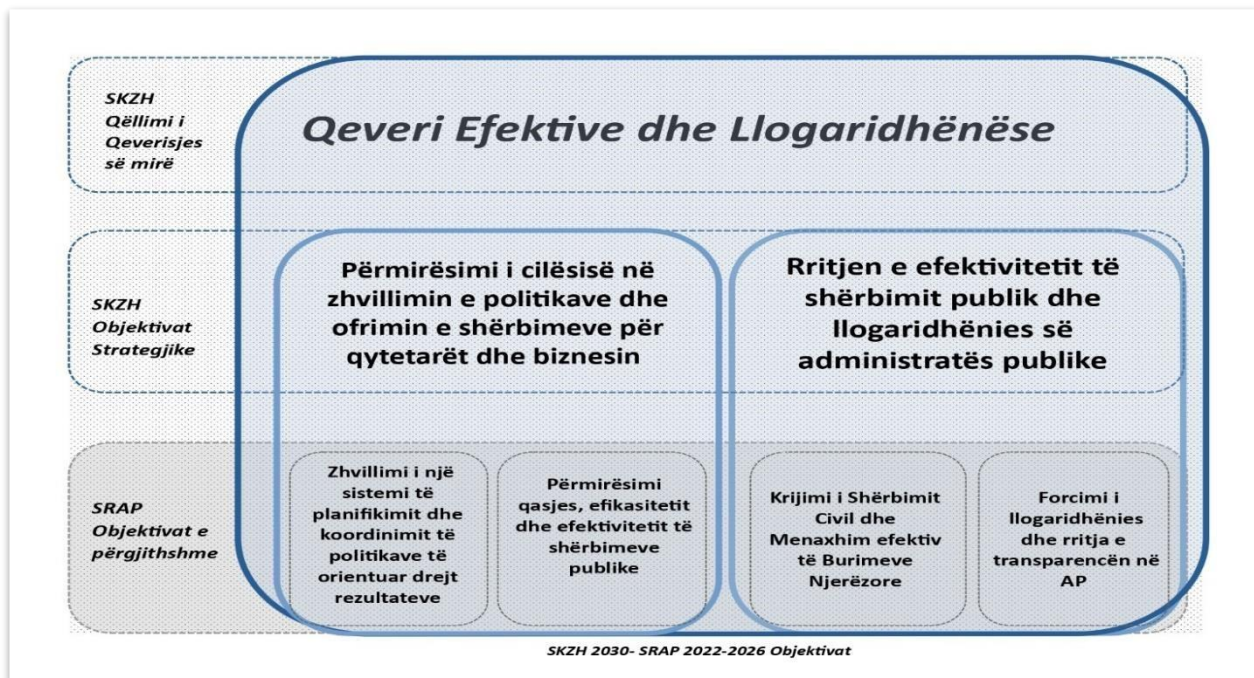 SKZH
Qëllimi i
Qeverisjes
së mirë
Qeveri Efektive dhe Llogaridhënëse
SKZH
Objektivat
Strategjike
Përmirësimi i cilësisë në
zhvillimin e politikave dhe
ofrimin e shërbimeve për
qytetarët dhe biznesin
Rritjen e efektivitetit të
shërbimit publik dhe
llogaridhënies së
administratës publike
SRAP
Objektivat e
përgjithshme
Zhvillimi i një
sistemi të
planifikimit dhe
koordinimit të
politikave të
orientuar drejt
rezultateve
Përmirësimi
qasjes, efikasitetit
dhe efektivitetit të
shërbimeve
publike
Krijimi i Shërbimit
Civil dhe
Menaxhim efektiv
të Burimeve
Njerëzore
Forcimi i
llogaridhënies
dhe rritja e
transparencën në
AP
SKZH 2030- SRAP 2022-2026 Objektivat